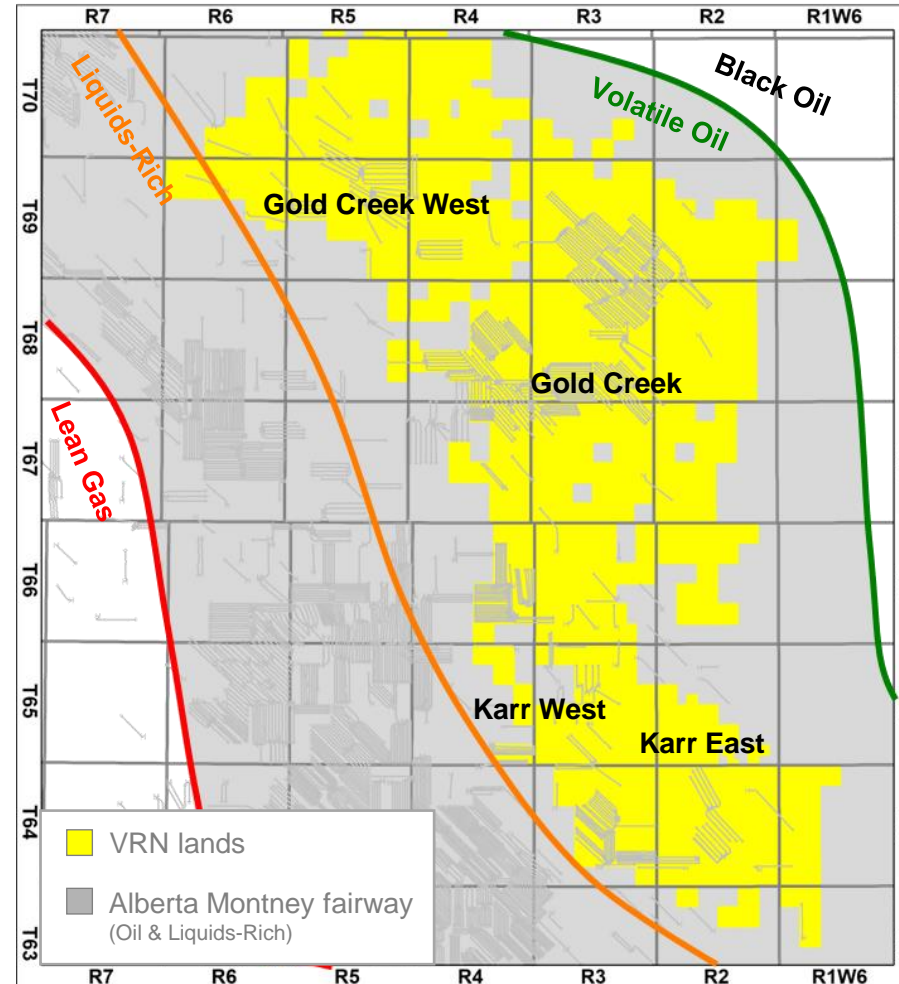 R7 R6 R5 R4 R3 R2 R1W6
Black Oil
Volatile Oil
Liquids-Rich
T70
Gold Creek West
T69
T68
Gold Creek
Lean Gas
T67
T66
T65
Karr West
Karr East
T64
VRN lands
Alberta Montney fairway
(Oil & Liquids-Rich)
T63
R7 R6 R5 R4 R3 R2 R1W6